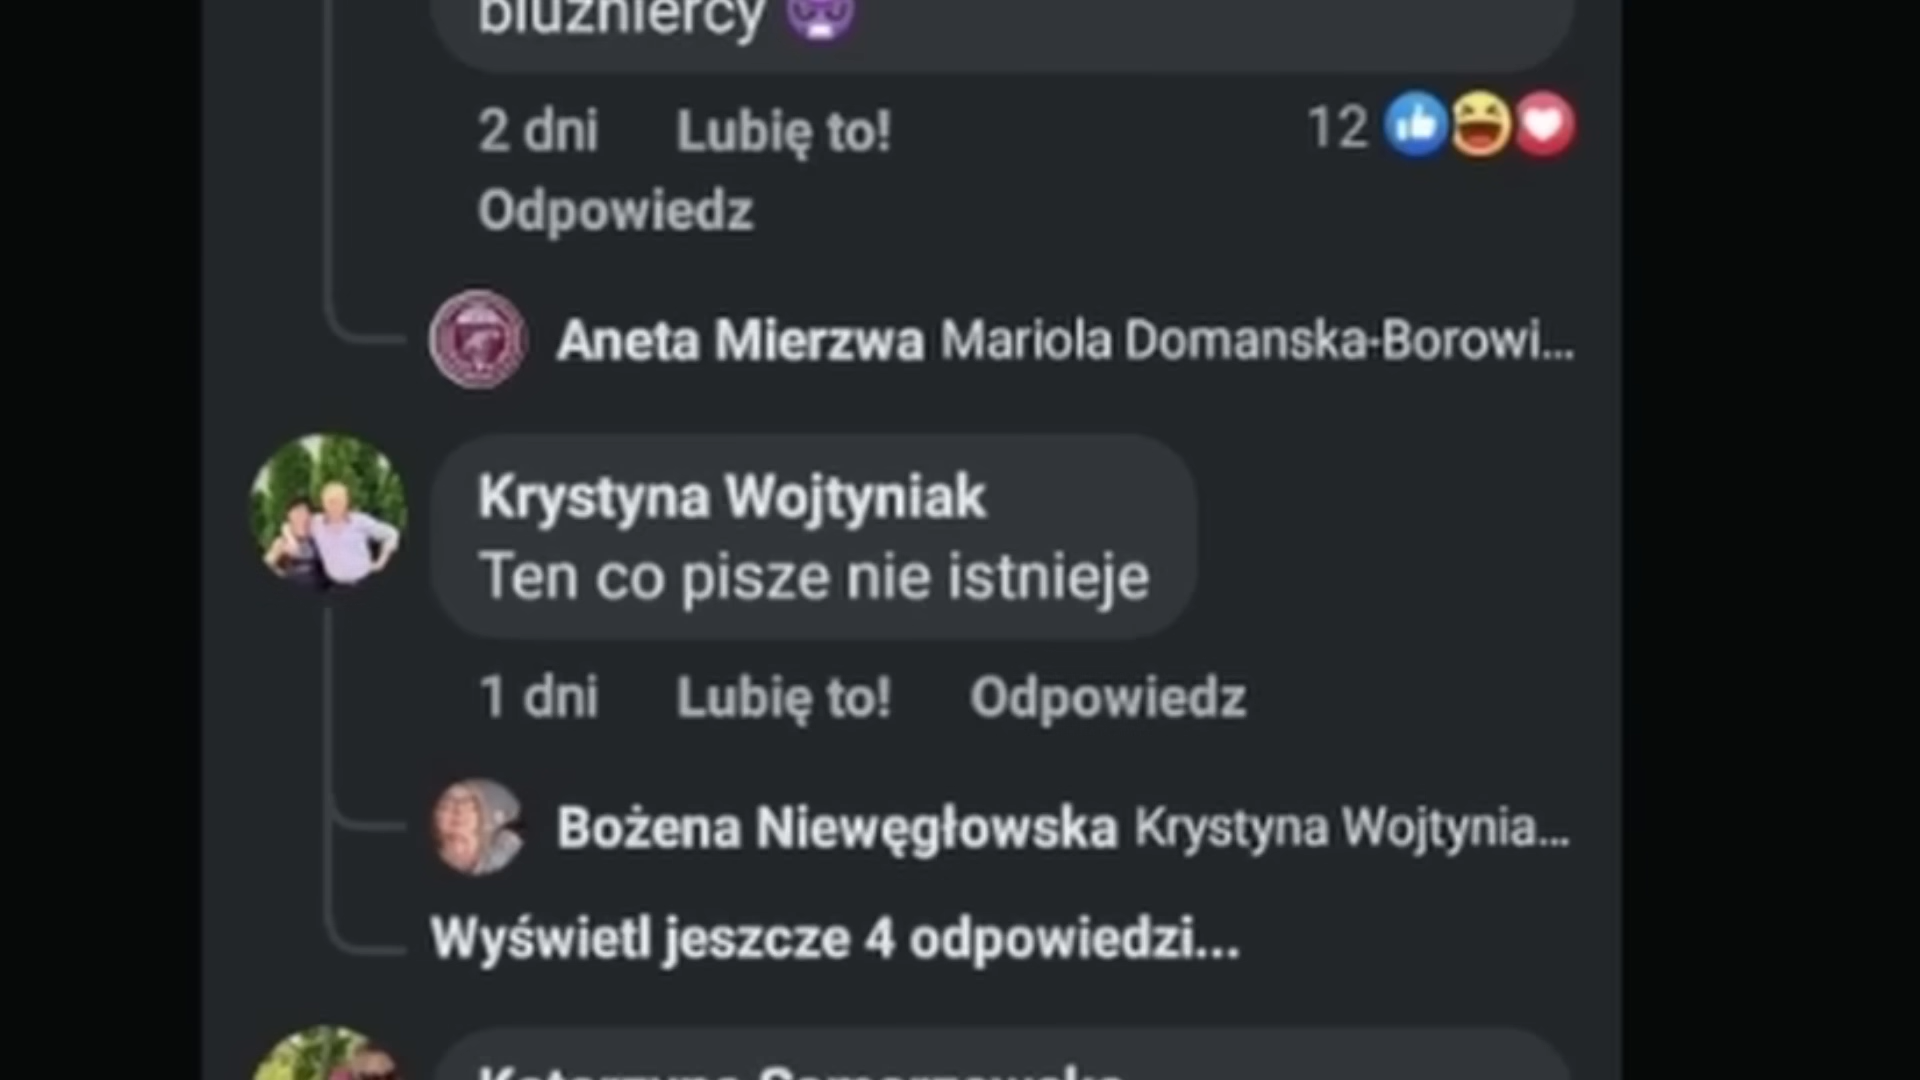 bluźniercy
2 dni Lubię to! 12
Odpowiedz
Aneta Mierzwa Mariola Domanska-Borowi...
Krystyna Wojtyniak
Ten co pisze nie istnieje
1 dni Lubię to! Odpowiedz
Bożena Niewęgłowska Krystyna Wojtynia...
Wyświetl jeszcze 4 odpowiedzi...